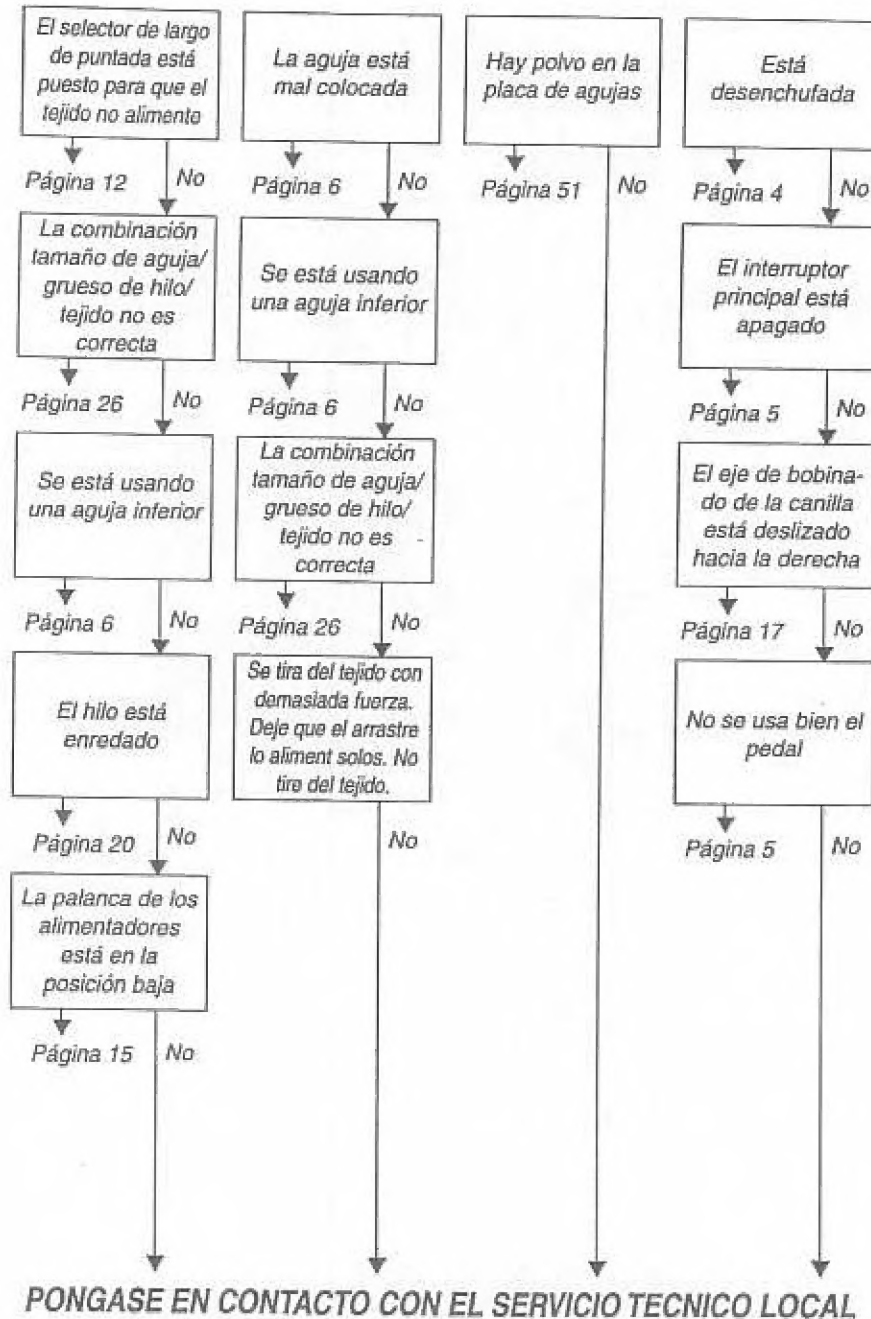 El selector de largo
de puntada está
puesto para que el
tejido no alimente
Página 12
No
La combinación
tamaño de aguja/
grueso de hilo/
tejido no es
correcta
Página 26
No
Se está usando
una aguja inferior
Página 6
No
El hilo está
enredado
Página 20
No
La palanca de los
alimentadores
está en la
posición baja
Página 15
No
La aguja está
mal colocada
Página 6
No
Se está usando
una aguja inferior
Página 6
No
La combinación
tamaño de aguja/
grueso de hilo/
tejido no es
correcta
Página 26
No
Se tira del tejido con
demasiada fuerza.
Deje que el arrastre
lo aliment solos. No
tire del tejido.
No
Hay polvo en la
placa de agujas
Página 51
No
Está
desenchufada
Página 4
No
El interruptor
principal está
apagado
Página 5
No
El eje de bobina-
do de la canilla
está deslizado
hacia la derecha
Página 17
No
No se usa bien el
pedal
Página 5
No
PONGASE EN CONTACTO CON EL SERVICIO TECNICO LOCAL